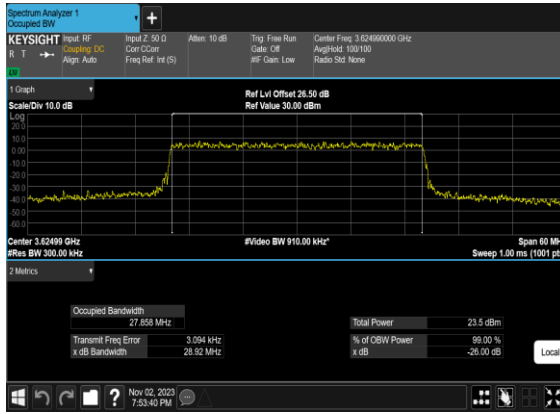 Spectrum Analyzer 1
Occupied BW
+
KEYSIGHT
R T
LXI
Input: RF
Coupling: DC
Align: Auto
Input Z: 50 Ω
Corr CCorr
Freq Ref: Int (S)
Atten: 10 dB
Trig: Free Run
Gate: Off
#IF Gain: Low
Center Freq: 3.624990000 GHz
Avg|Hold: 100/100
Radio Std: None
1 Graph
Scale/Div 10.0 dB
Ref Lvl Offset 26.50 dB
Ref Value 30.00 dBm
Log
20.0
10.0
0.00
-10.0
-20.0
-30.0
-40.0
-50.0
-60.0
Center 3.62499 GHz
#Res BW 300.00 kHz
#Video BW 910.00 kHz*
Span 60 MH
Sweep 1.00 ms (1001 pts
2 Metrics
Occupied Bandwidth
27.858 MHz
Transmit Freq Error 3.094 kHz
x dB Bandwidth 28.92 MHz
Total Power 23.5 dBm
% of OBW Power 99.00 %
x dB -26.00 dB
Local
?
Nov 02, 2023
7:53:40 PM